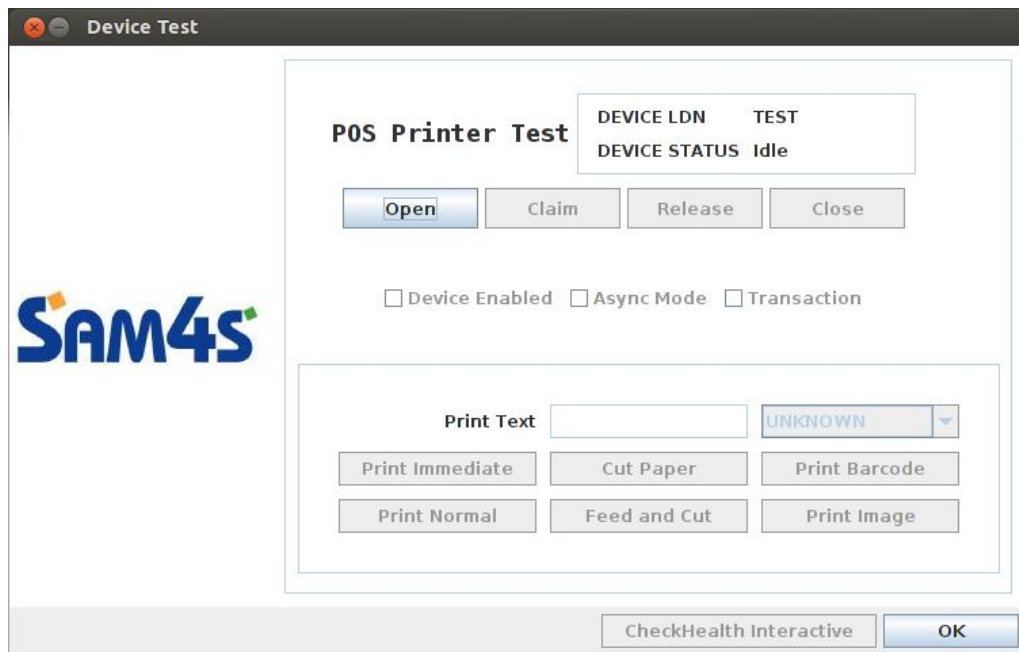 Device Test
POS Printer Test
DEVICE LDN TEST
DEVICE STATUS Idle
Open Claim Release Close
Device Enabled Async Mode Transaction
SAM4S
Print Text UNKNOWN
Print Immediate Cut Paper Print Barcode
Print Normal Feed and Cut Print Image
CheckHealth Interactive OK